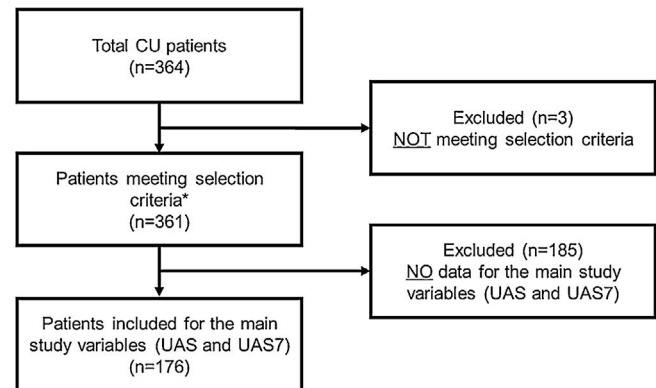 Total CU patients
(n=364)
Excluded (n=3)
NOT meeting selection criteria
Patients meeting selection
criteria*
(n=361)
Excluded (n=185)
NO data for the main study
variables (UAS and UAS7)
Patients included for the main
study variables (UAS and UAS7)
(n=176)